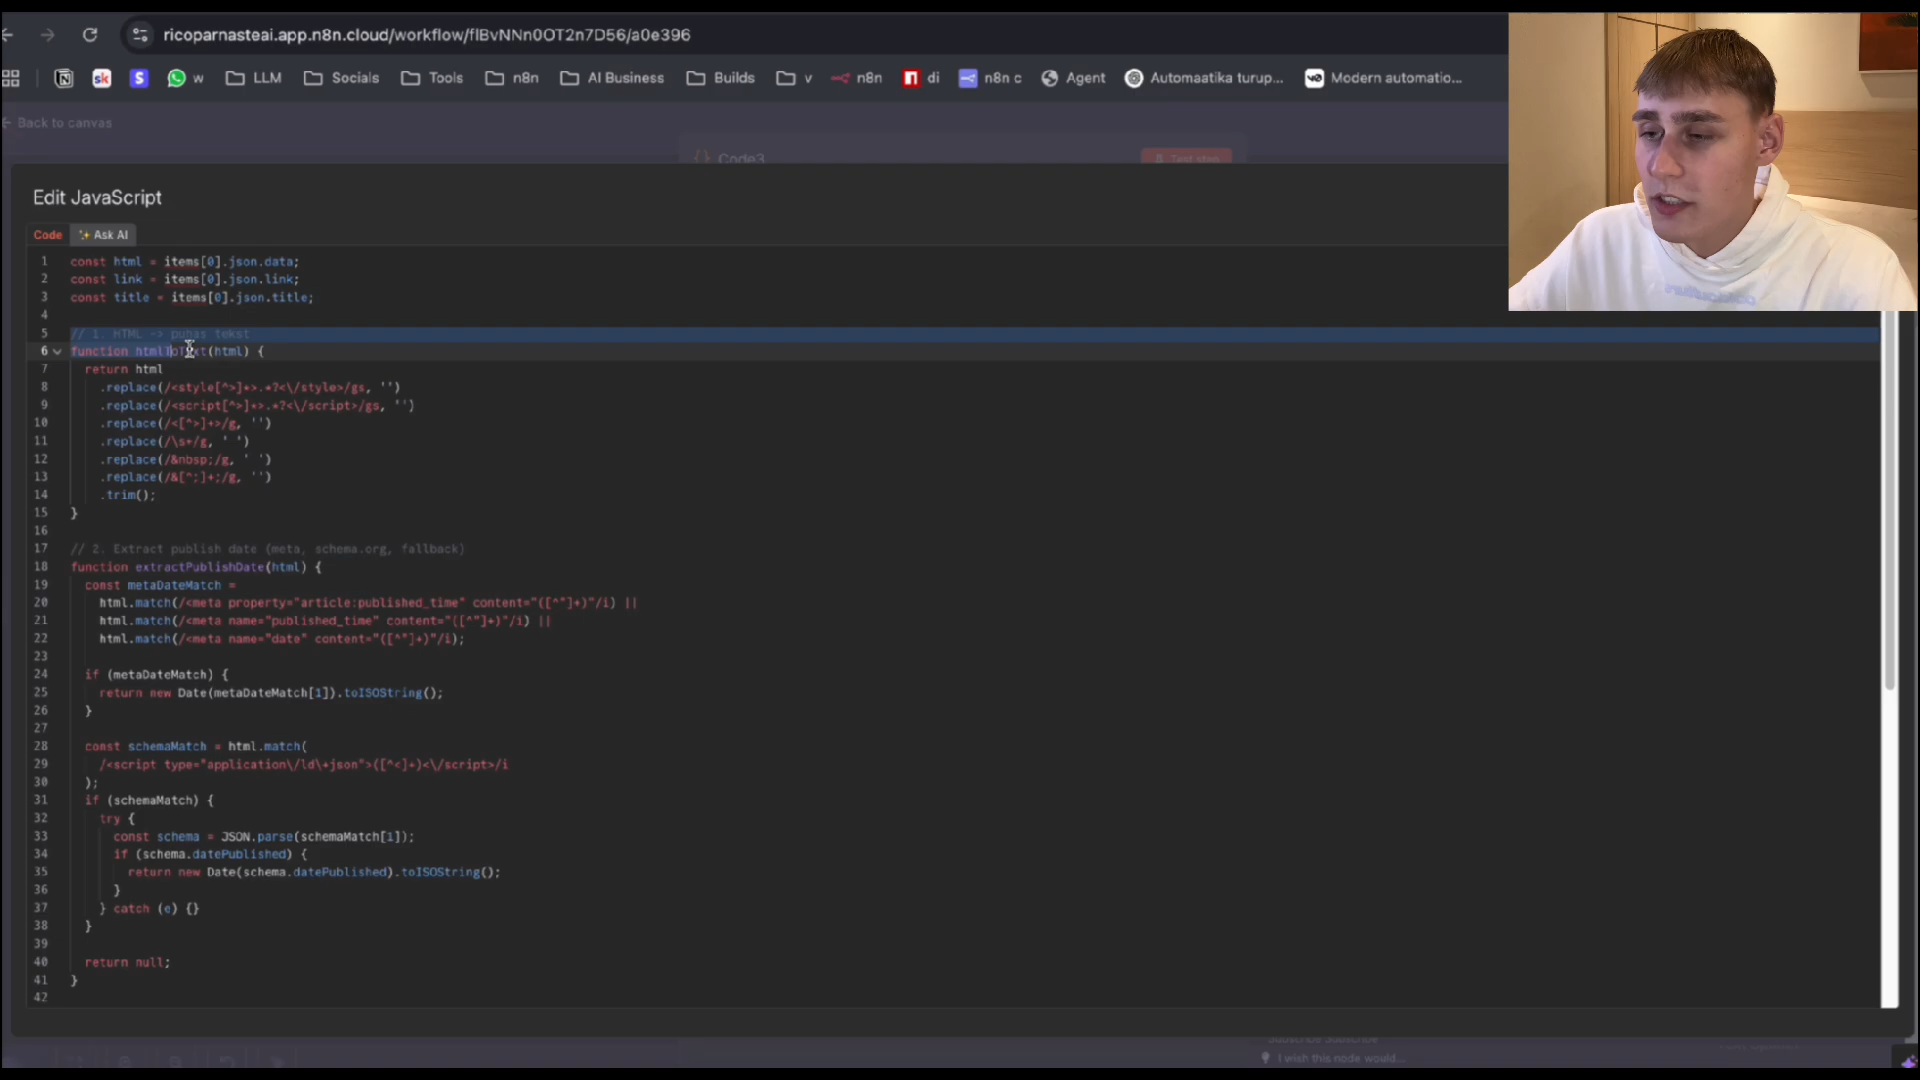 ricoparnasteai.app.n8n.cloud/workflow/flBvNNn0OT2n7D56/a0e396
sk S w LLM Socials Tools n8n AI Business Builds v n8n di n8n c Agent Automaatika turup... Modern automatio...
Back to canvas
Code3
Test step
Edit JavaScript
Code Ask AI
1 const html = items[0].json.data;
2 const link = items[0].json.link;
3 const title = items[0].json.title;
4
5 // 1. HTML -> puhas tekst
6 function htmlToText(html) {
7 return html
8 .replace(/<style[^>]*>.*?<\/style>/gs, '')
9 .replace(/<script[^>]*>.*?<\/script>/gs, '')
10 .replace(/<[^>]+>/g, '')
11 .replace(/\s+/g, ' ')
12 .replace(/&nbsp;/g, ' ')
13 .replace(/&[^;]+;/g, '')
14 .trim();
15 }
16
17 // 2. Extract publish date (meta, schema.org, fallback)
18 function extractPublishDate(html) {
19 const metaDateMatch =
20 html.match(/<meta property="article:published_time" content="([^"]+)"/i) ||
21 html.match(/<meta name="published_time" content="([^"]+)"/i) ||
22 html.match(/<meta name="date" content="([^"]+)"/i);
23
24 if (metaDateMatch) {
25 return new Date(metaDateMatch[1]).toISOString();
26 }
27
28 const schemaMatch = html.match(
29 /<script type="application\/ld\+json">([^<]+)<\/script>/i
30 );
31 if (schemaMatch) {
32 try {
33 const schema = JSON.parse(schemaMatch[1]);
34 if (schema.datePublished) {
35 return new Date(schema.datePublished).toISOString();
36 }
37 } catch (e) {}
38 }
39
40 return null;
41 }
42
I wish this node would...